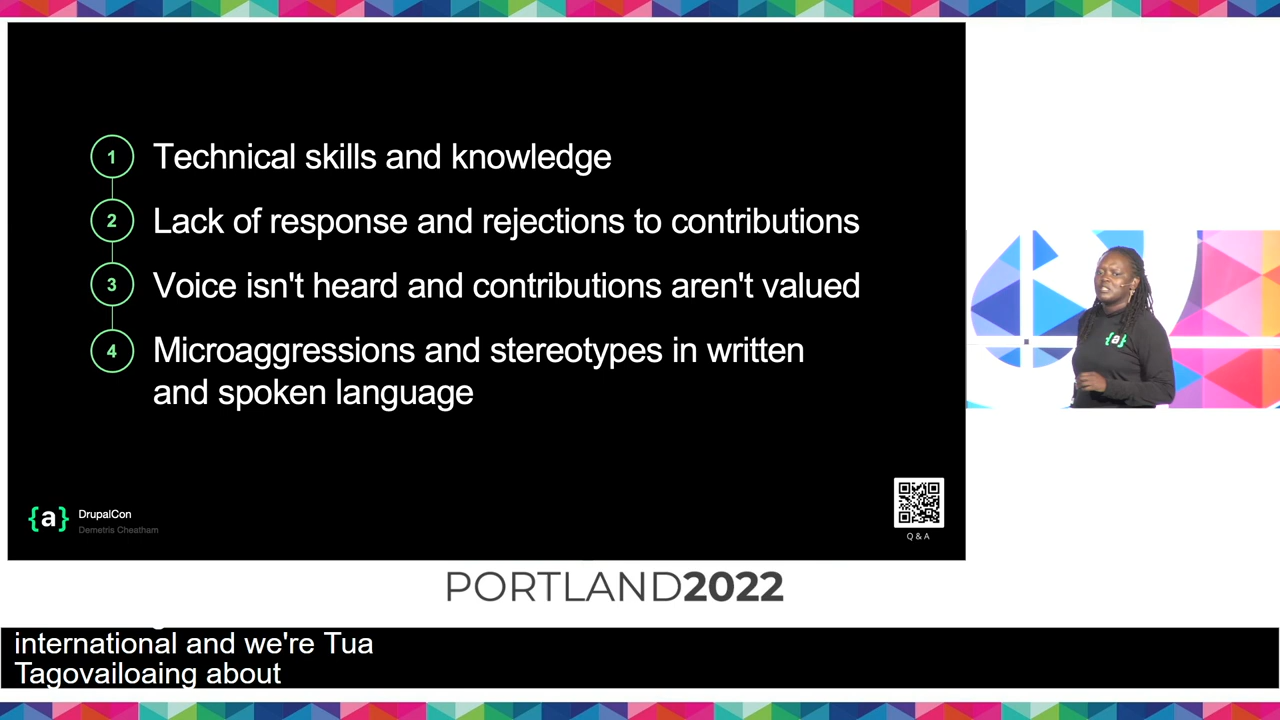 1 Technical skills and knowledge
2 Lack of response and rejections to contributions
3 Voice isn't heard and contributions aren't valued
4 Microaggressions and stereotypes in written
and spoken language
{a}
{a} DrupalCon
Demetris Cheatham
Q & A
PORTLAND2022
international and we're Tua
Tagovailoaing about